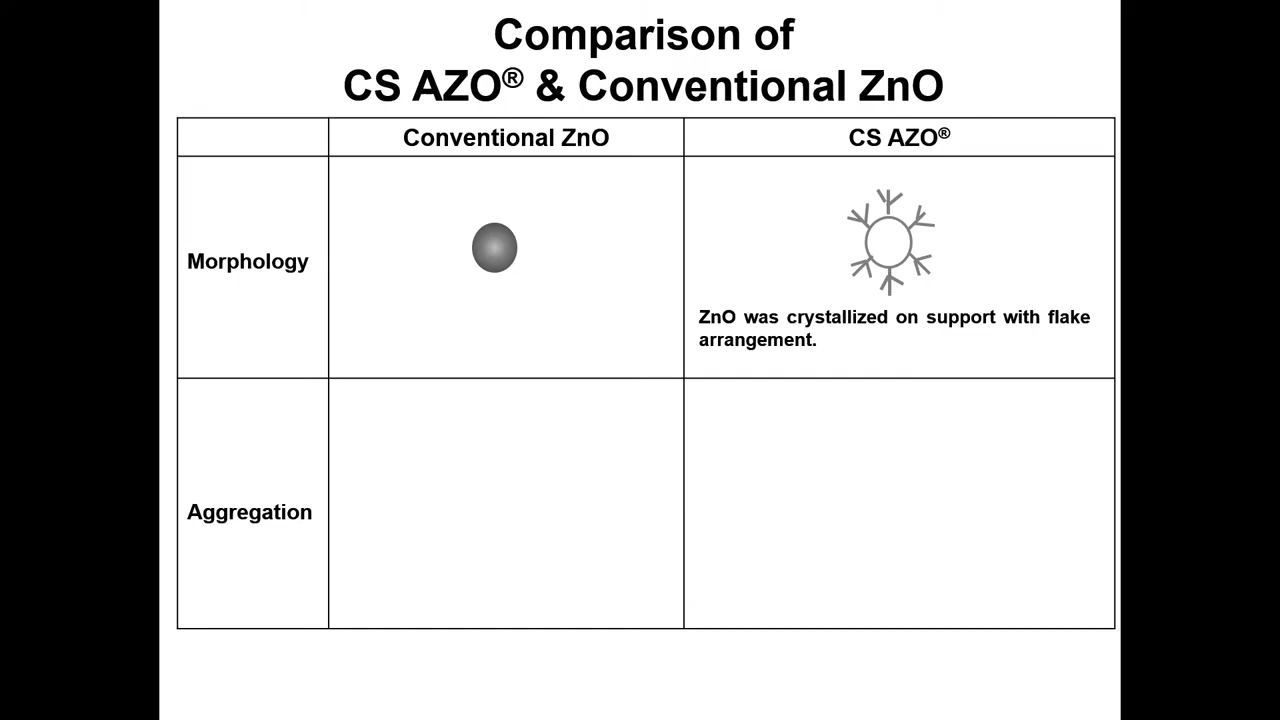 Comparison of
CS AZO® & Conventional ZnO
Conventional ZnO
CS AZO®
Morphology
ZnO was crystallized on support with flake
arrangement.
Aggregation